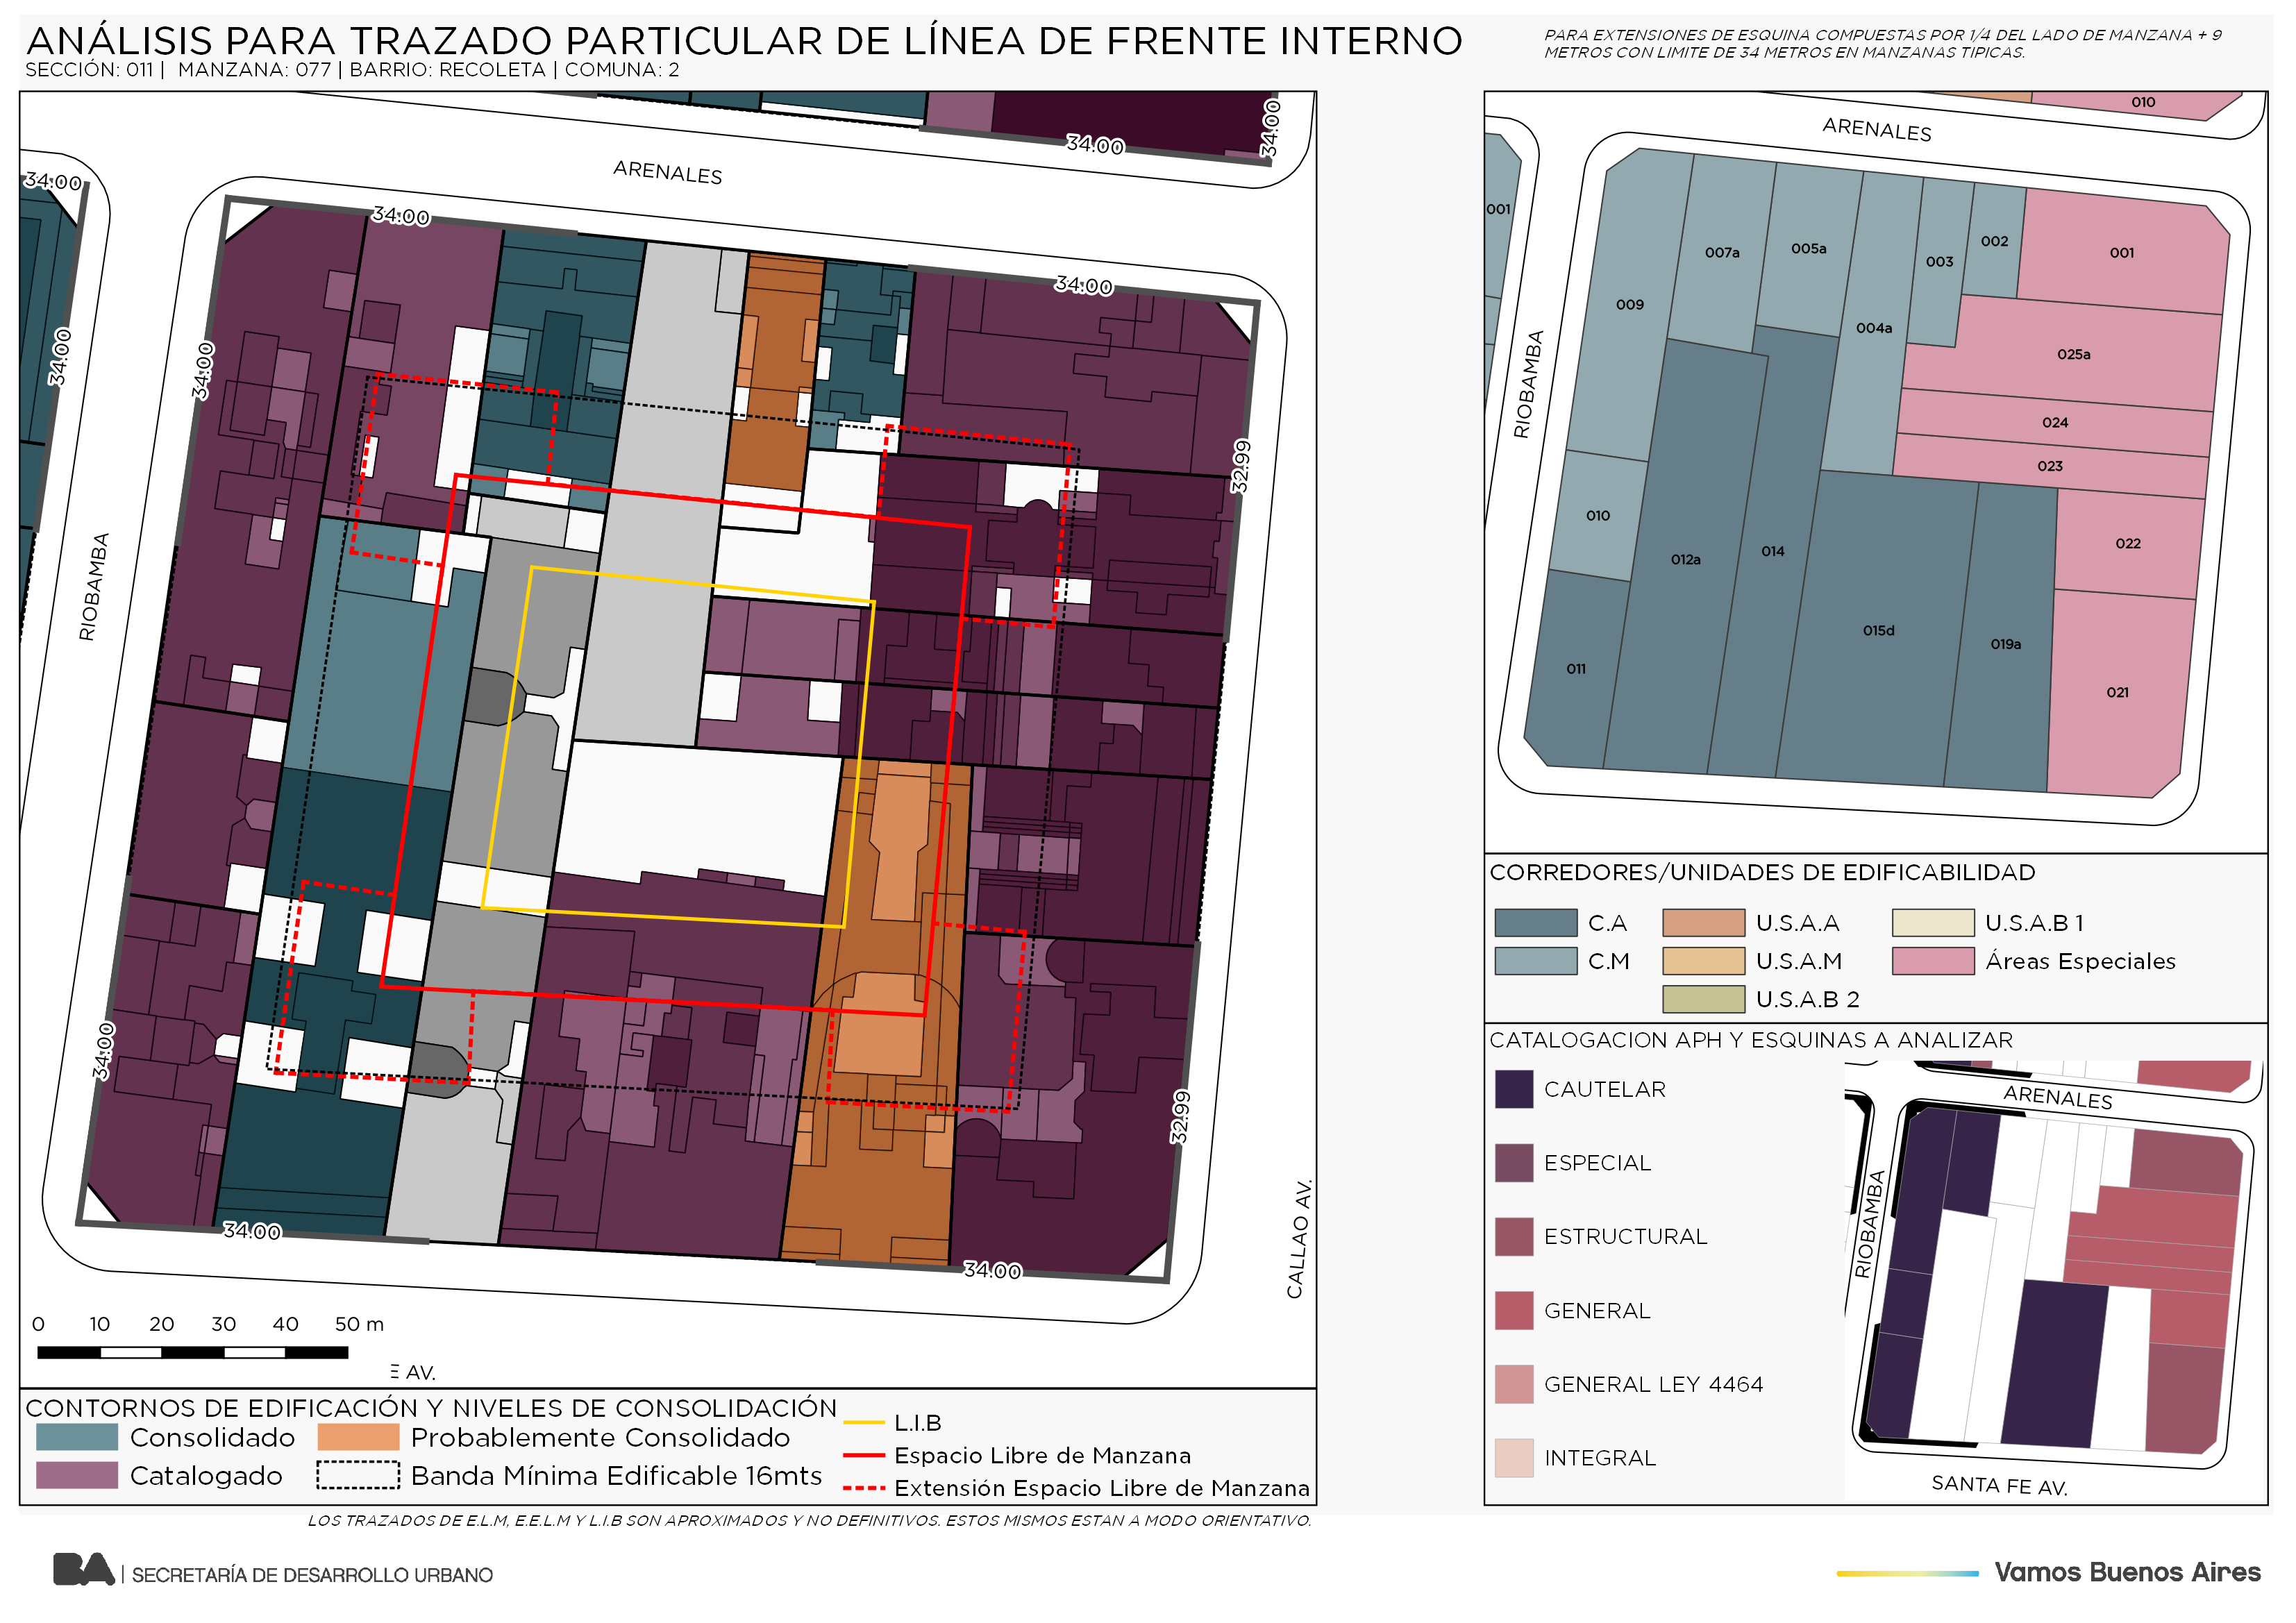 ANÁLISIS PARA TRAZADO PARTICULAR DE LÍNEA DE FRENTE INTERNO
SECCIÓN: 011 | MANZANA: 077 | BARRIO: RECOLETA | COMUNA: 2
PARA EXTENSIONES DE ESQUINA COMPUESTAS POR 1/4 DEL LADO DE MANZANA + 9
METROS CON LIMITE DE 34 METROS EN MANZANAS TIPICAS.
34.00
34.00
ARENALES
34.00
34.00
34.00
34.00
34.00
32.99
RIOBAMBA
34.00
34.00
34.00
32.99
CALLAO AV.
0 10 20 30 40 50 m
E AV.
CONTORNOS DE EDIFICACIÓN Y NIVELES DE CONSOLIDACIÓN
Consolidado
Probablemente Consolidado
Catalogado
Banda Mínima Edificable 16mts
L.I.B
Espacio Libre de Manzana
Extensión Espacio Libre de Manzana
LOS TRAZADOS DE E.L.M, E.E.L.M Y L.I.B SON APROXIMADOS Y NO DEFINITIVOS. ESTOS MISMOS ESTAN A MODO ORIENTATIVO.
010
ARENALES
001
RIOBAMBA
009
007a
005a
004a
003
002
001
025a
024
023
010
012a
014
022
011
015d
019a
021
CORREDORES/UNIDADES DE EDIFICABILIDAD
C.A
U.S.A.A
U.S.A.B 1
C.M
U.S.A.M
Áreas Especiales
U.S.A.B 2
CATALOGACION APH Y ESQUINAS A ANALIZAR
CAUTELAR
ESPECIAL
ESTRUCTURAL
GENERAL
GENERAL LEY 4464
INTEGRAL
ARENALES
RIOBAMBA
SANTA FE AV.
BA | SECRETARÍA DE DESARROLLO URBANO
Vamos Buenos Aires